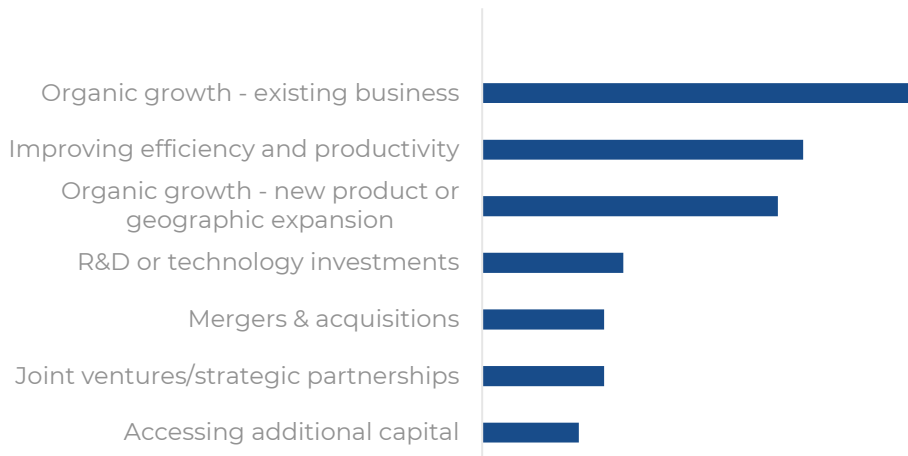 Organic growth - existing business
Improving efficiency and productivity
Organic growth - new product or
geographic expansion
R&D or technology investments
Mergers & acquisitions
Joint ventures/strategic partnerships
Accessing additional capital